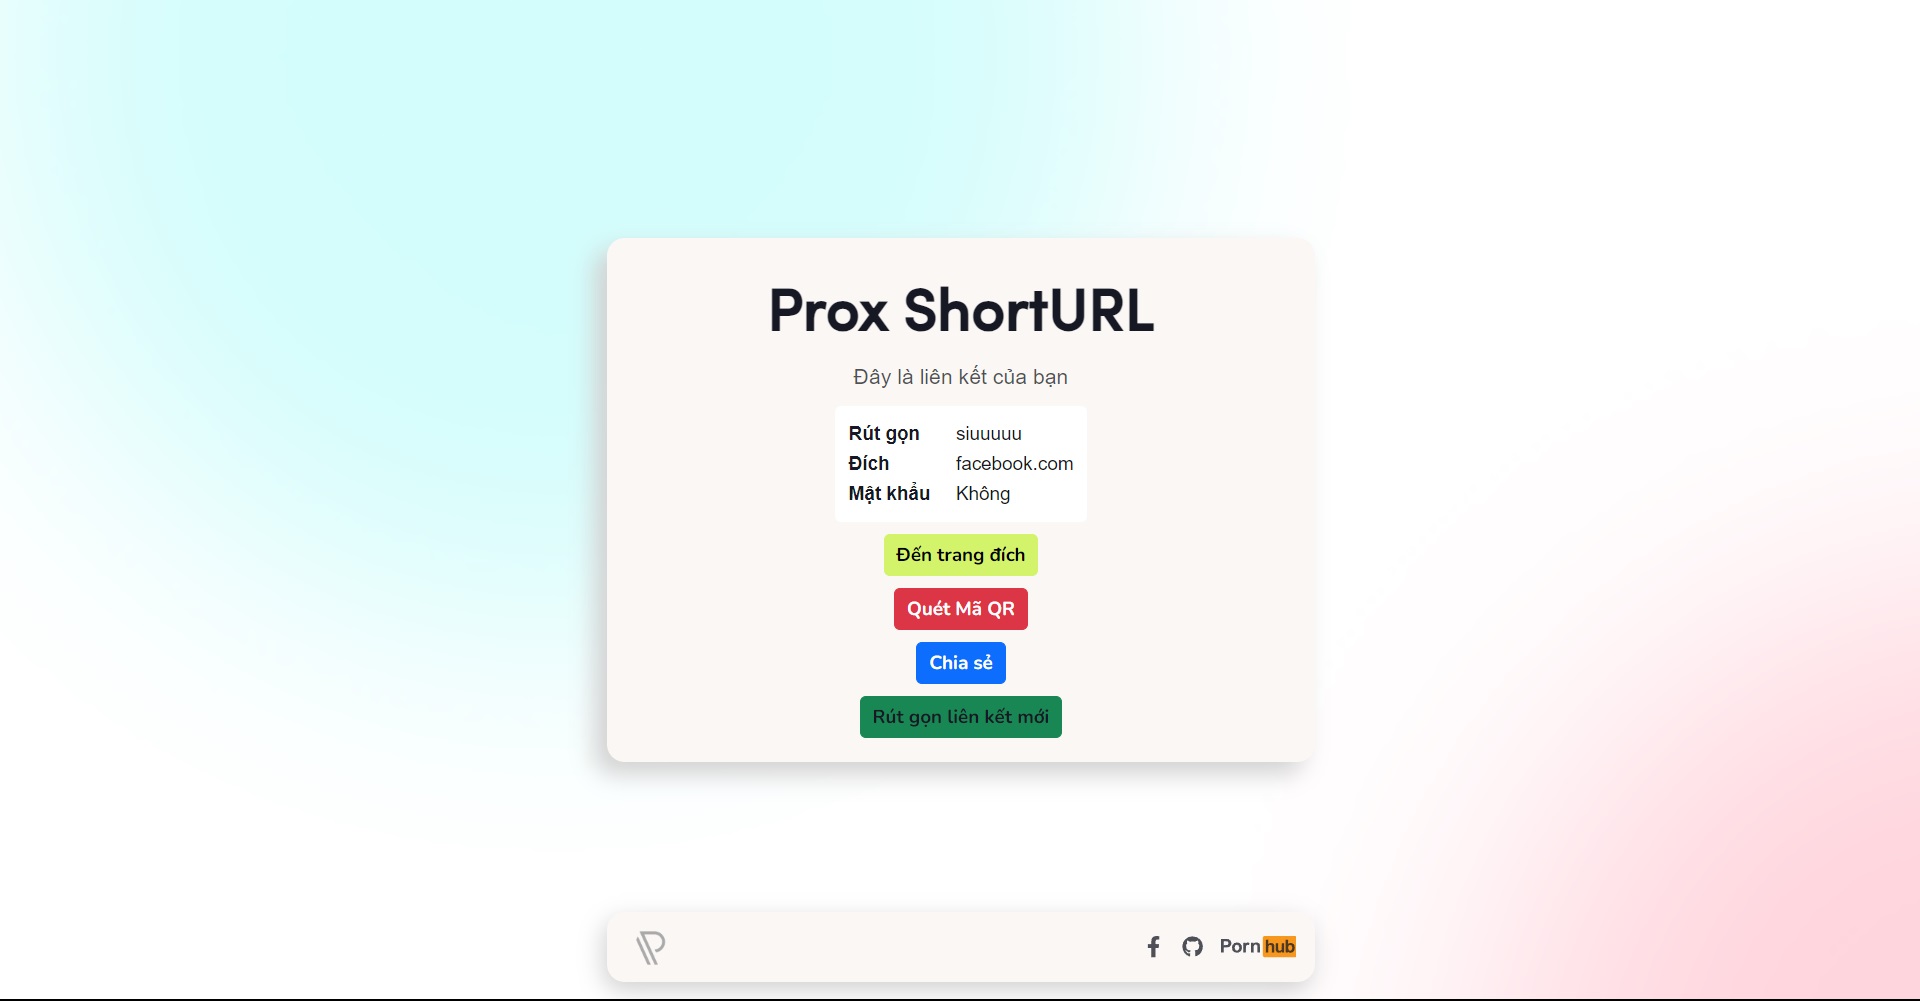 Prox ShortURL
Đây là liên kết của bạn
Rút gọn siuuuuu
Đích facebook.com
Mật khẩu Không
Đến trang đích
Quét Mã QR
Chia sẻ
Rút gọn liên kết mới
Porn hub